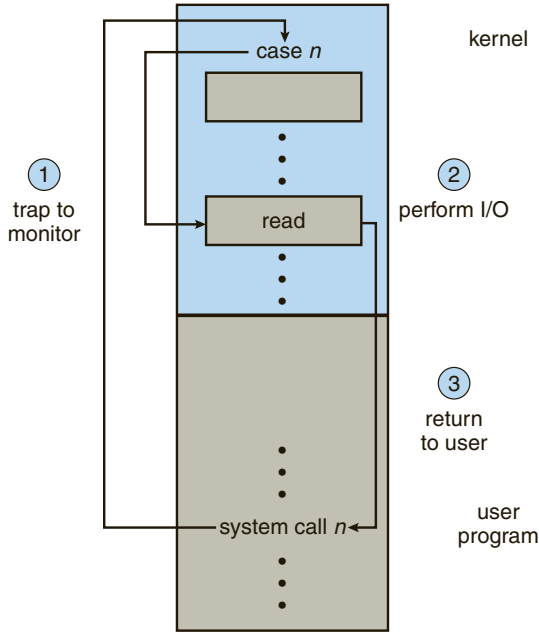 kernel
case n
1
trap to
monitor
2
perform I/O
read
3
return
to user
system call n
user
program